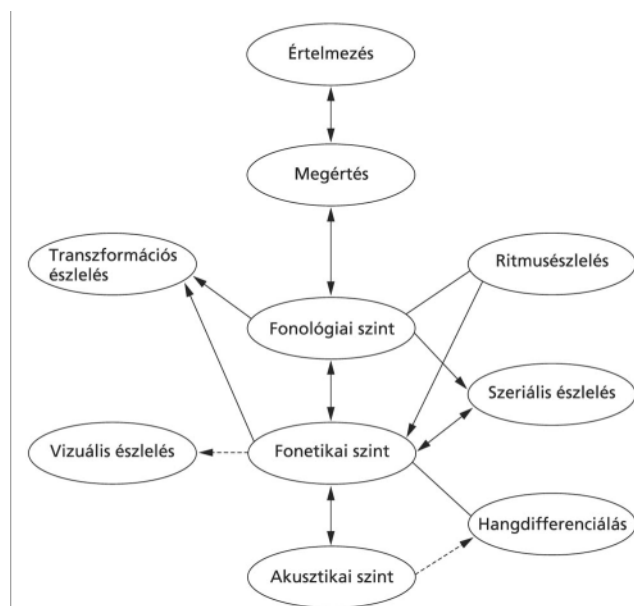 Értelmezés
Megértés
Transzformációs
észlelés
Ritmusészlelés
Fonológiai szint
Szeriális észlelés
Vizuális észlelés
Fonetikai szint
Hangdifferenciálás
Akusztikai szint